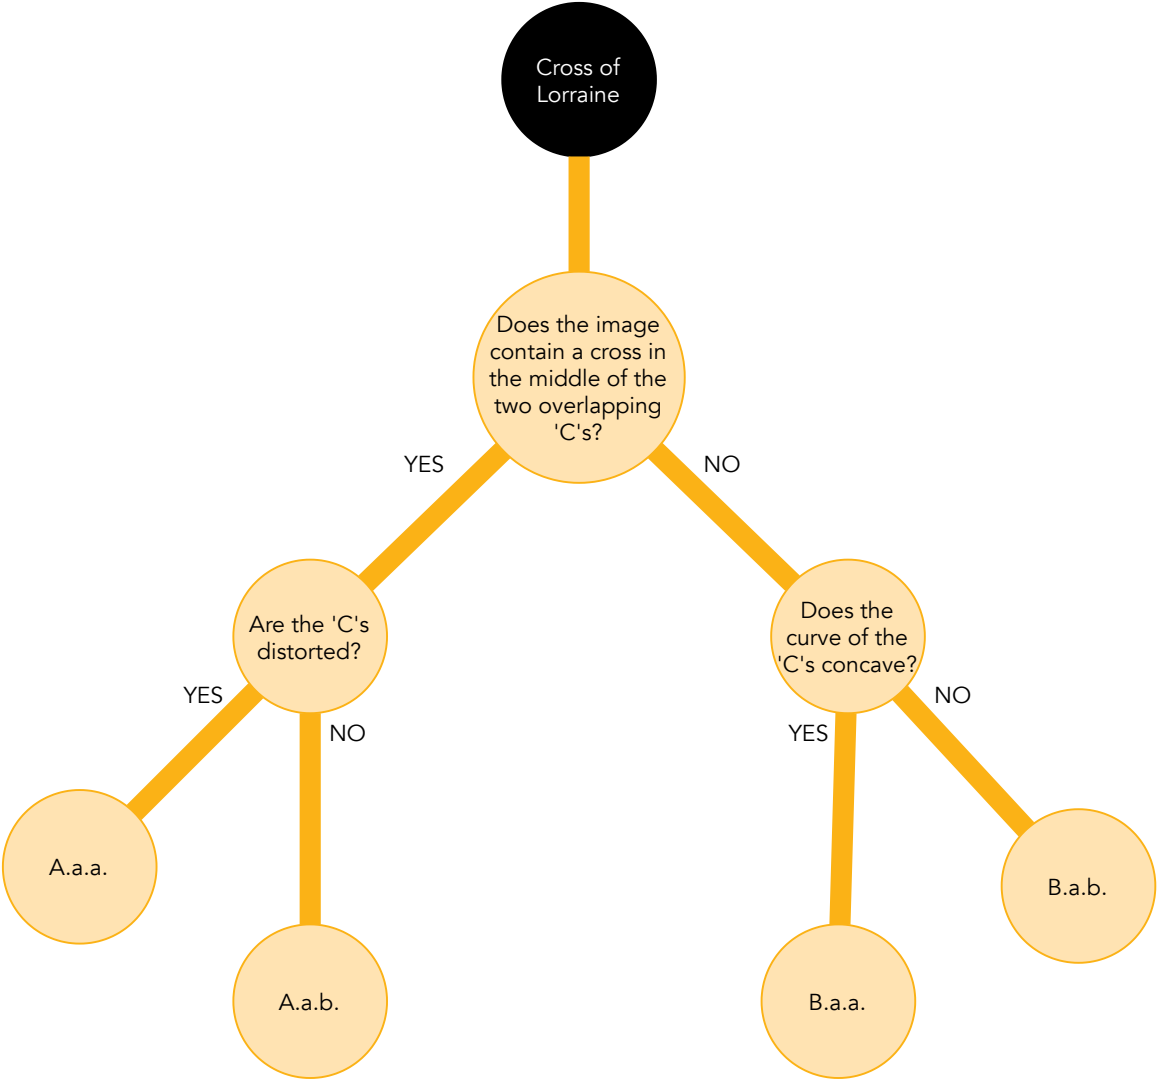 Cross of
Lorraine
Does the image
contain a cross in
the middle of the
two overlapping
'C's?
YES
NO
Are the 'C's
distorted?
Does the
curve of the
'C's concave?
YES
NO
YES
NO
A.a.a.
A.a.b.
B.a.a.
B.a.b.